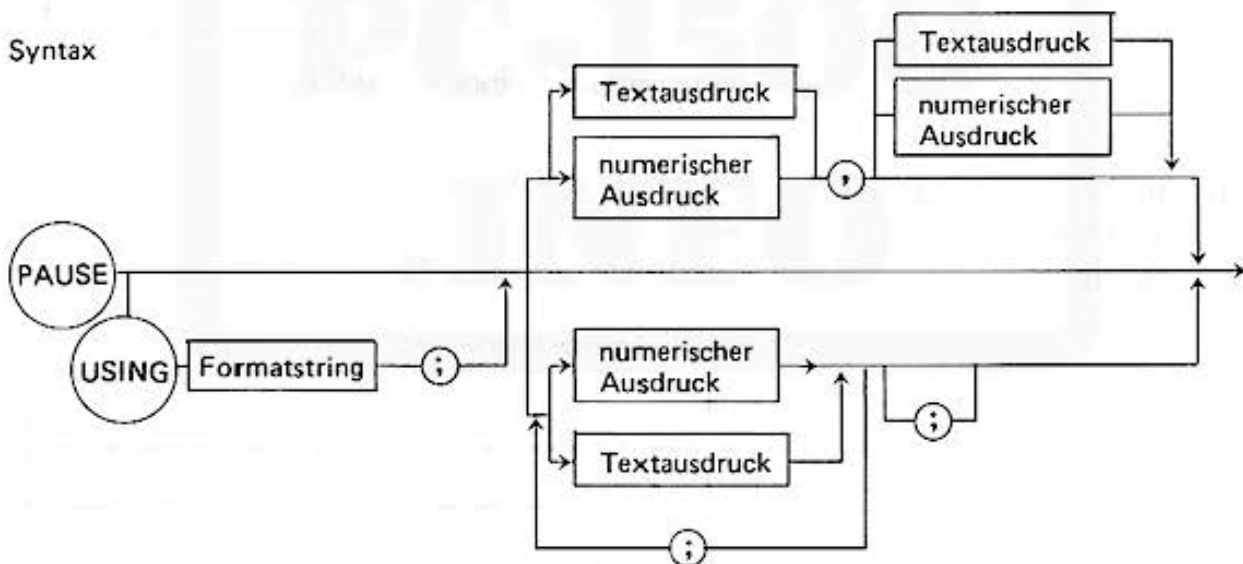 Syntax
Textausdruck
numerischer
Ausdruck
Textausdruck
numerischer
Ausdruck
,
PAUSE
USING
Formatstring
;
numerischer
Ausdruck
;
Textausdruck
;